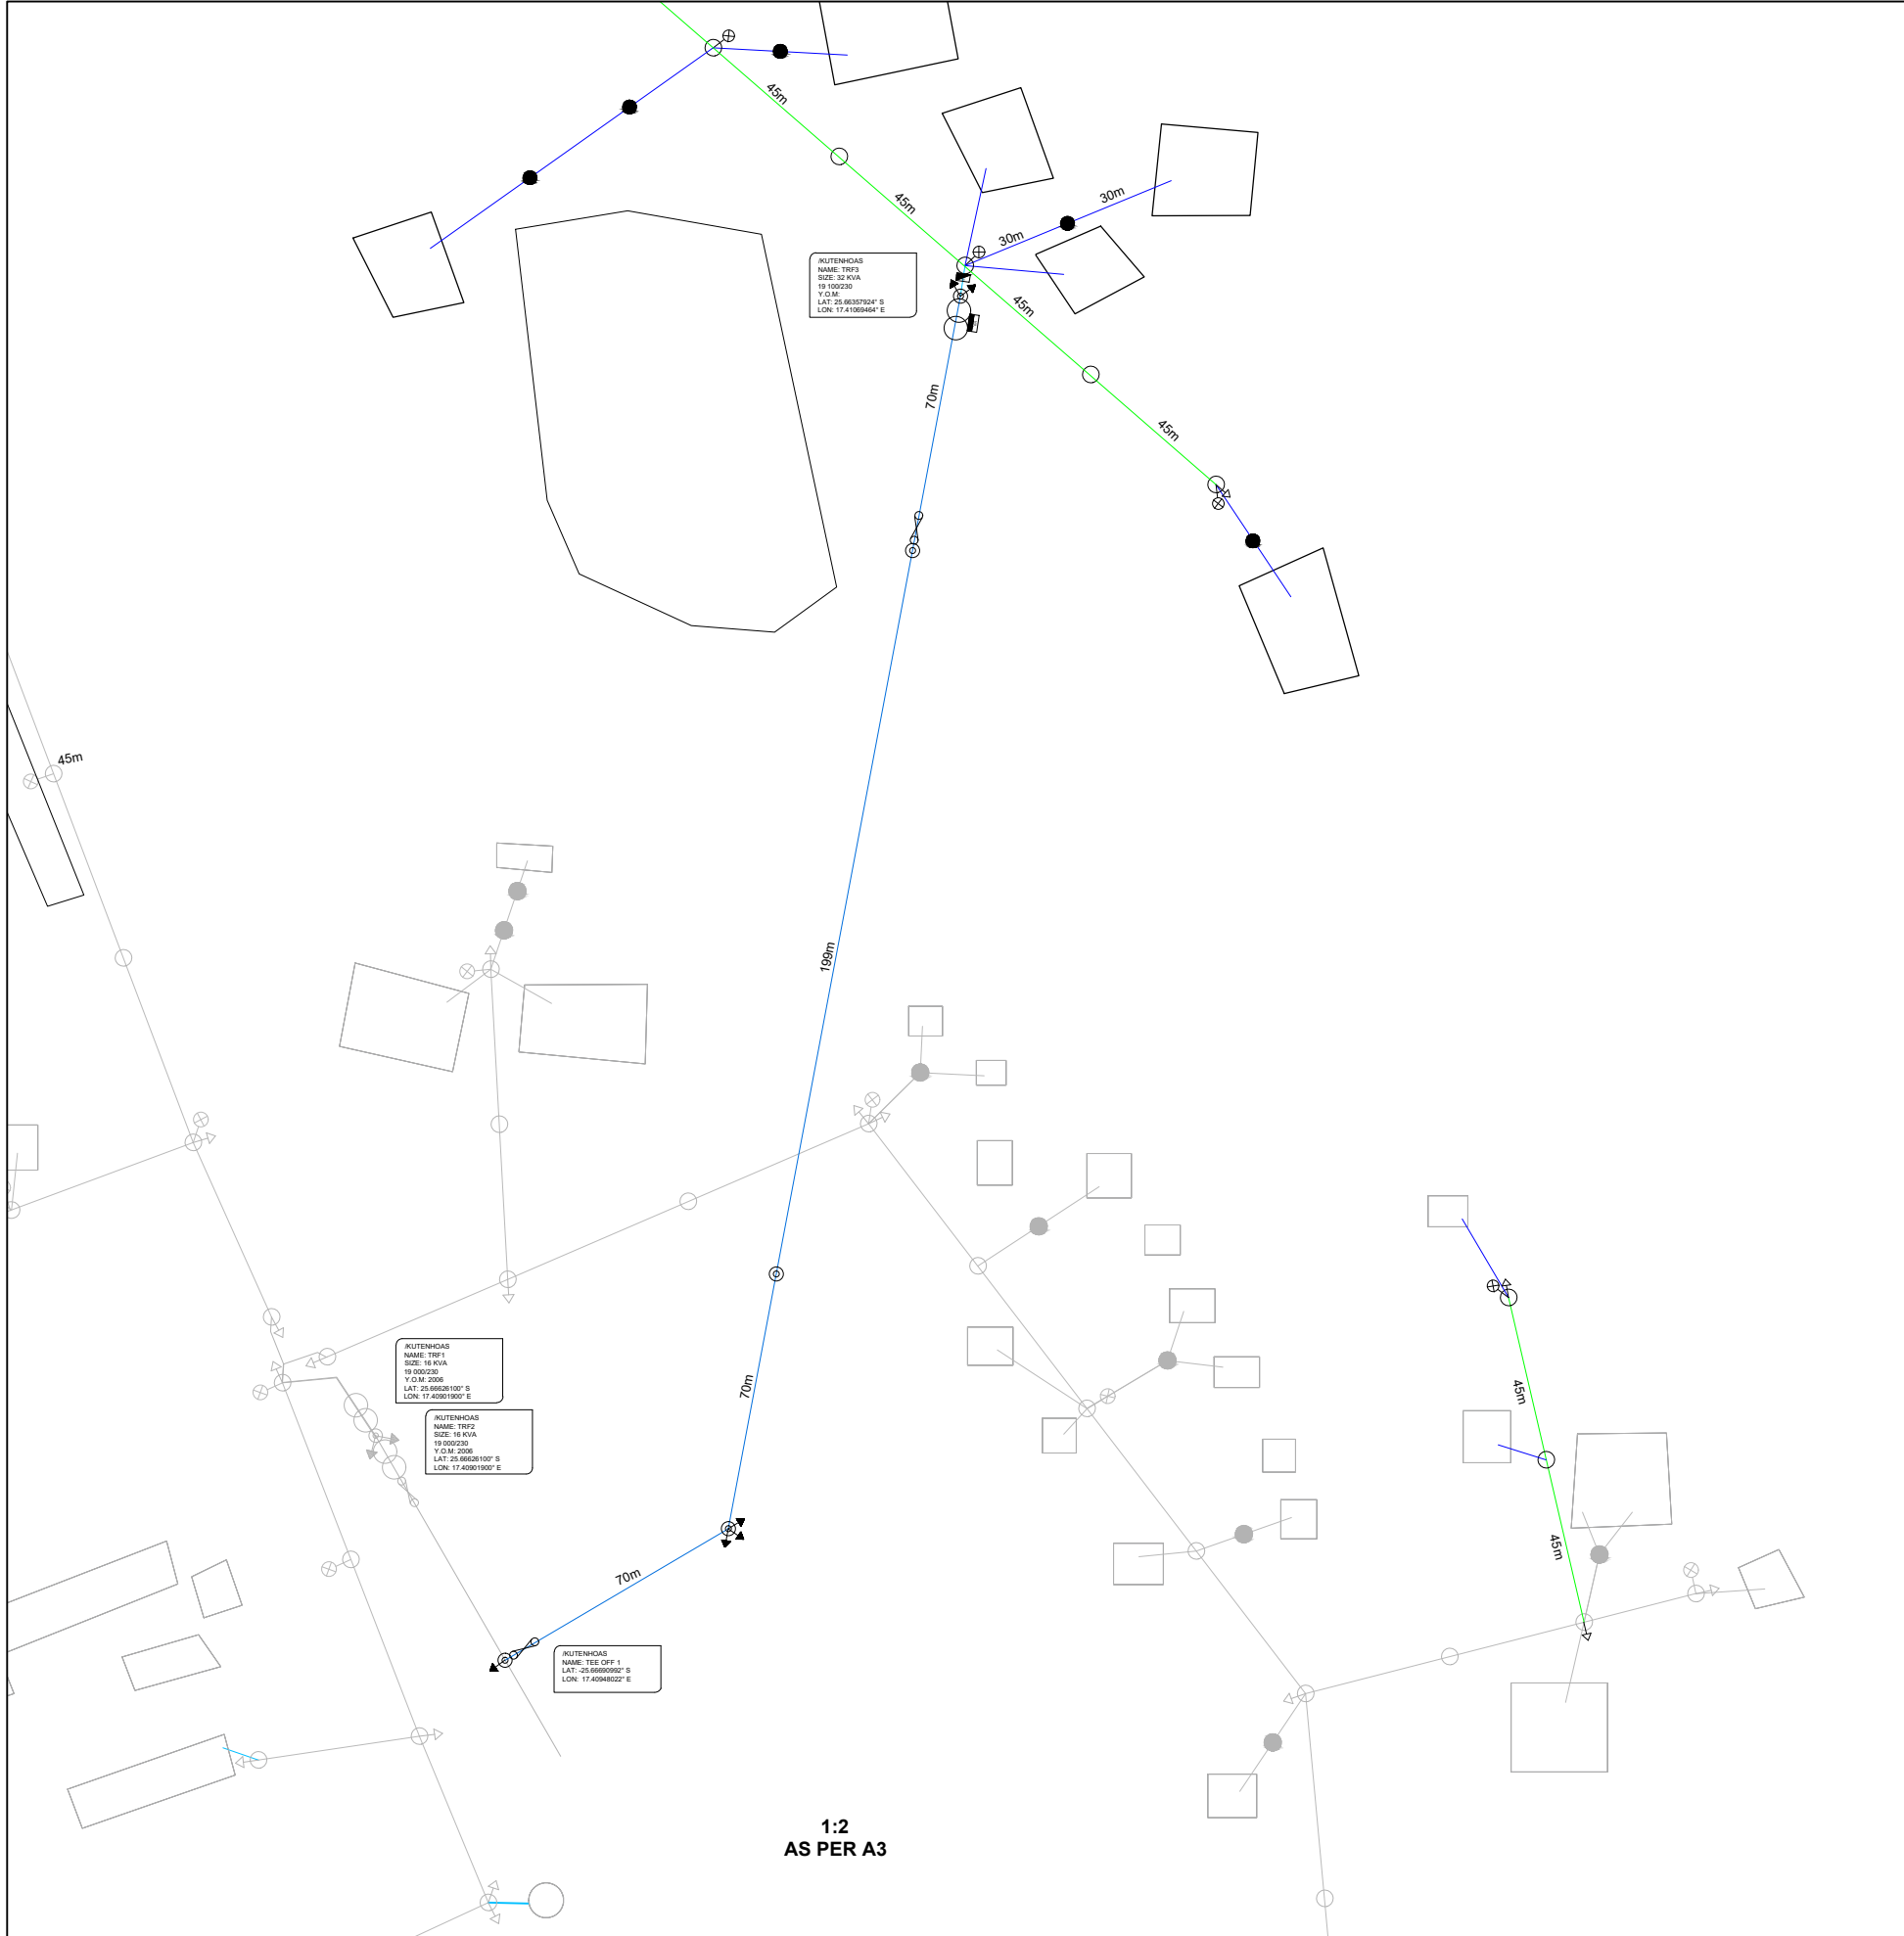 45m
45m
30m
30m
/KUTENHOAS
NAME: TRF3
SIZE: 32 KVA
19 100/230
Y.O.M:
LAT: 25.66357924° S
LON: 17.41069464° E
45m
70m
45m
45m
199m
/KUTENHOAS
NAME: TRF1
SIZE: 16 KVA
19 000/230
Y.O.M: 2006
LAT: 25.66626100° S
LON: 17.40901900° E
70m
45m
/KUTENHOAS
NAME: TRF2
SIZE: 16 KVA
19 000/230
Y.O.M: 2006
LAT: 25.66626100° S
LON: 17.40901900° E
45m
70m
/KUTENHOAS
NAME: TEE OFF 1
LAT: -25.66690992° S
LON: 17.40948022° E
1:2
AS PER A3